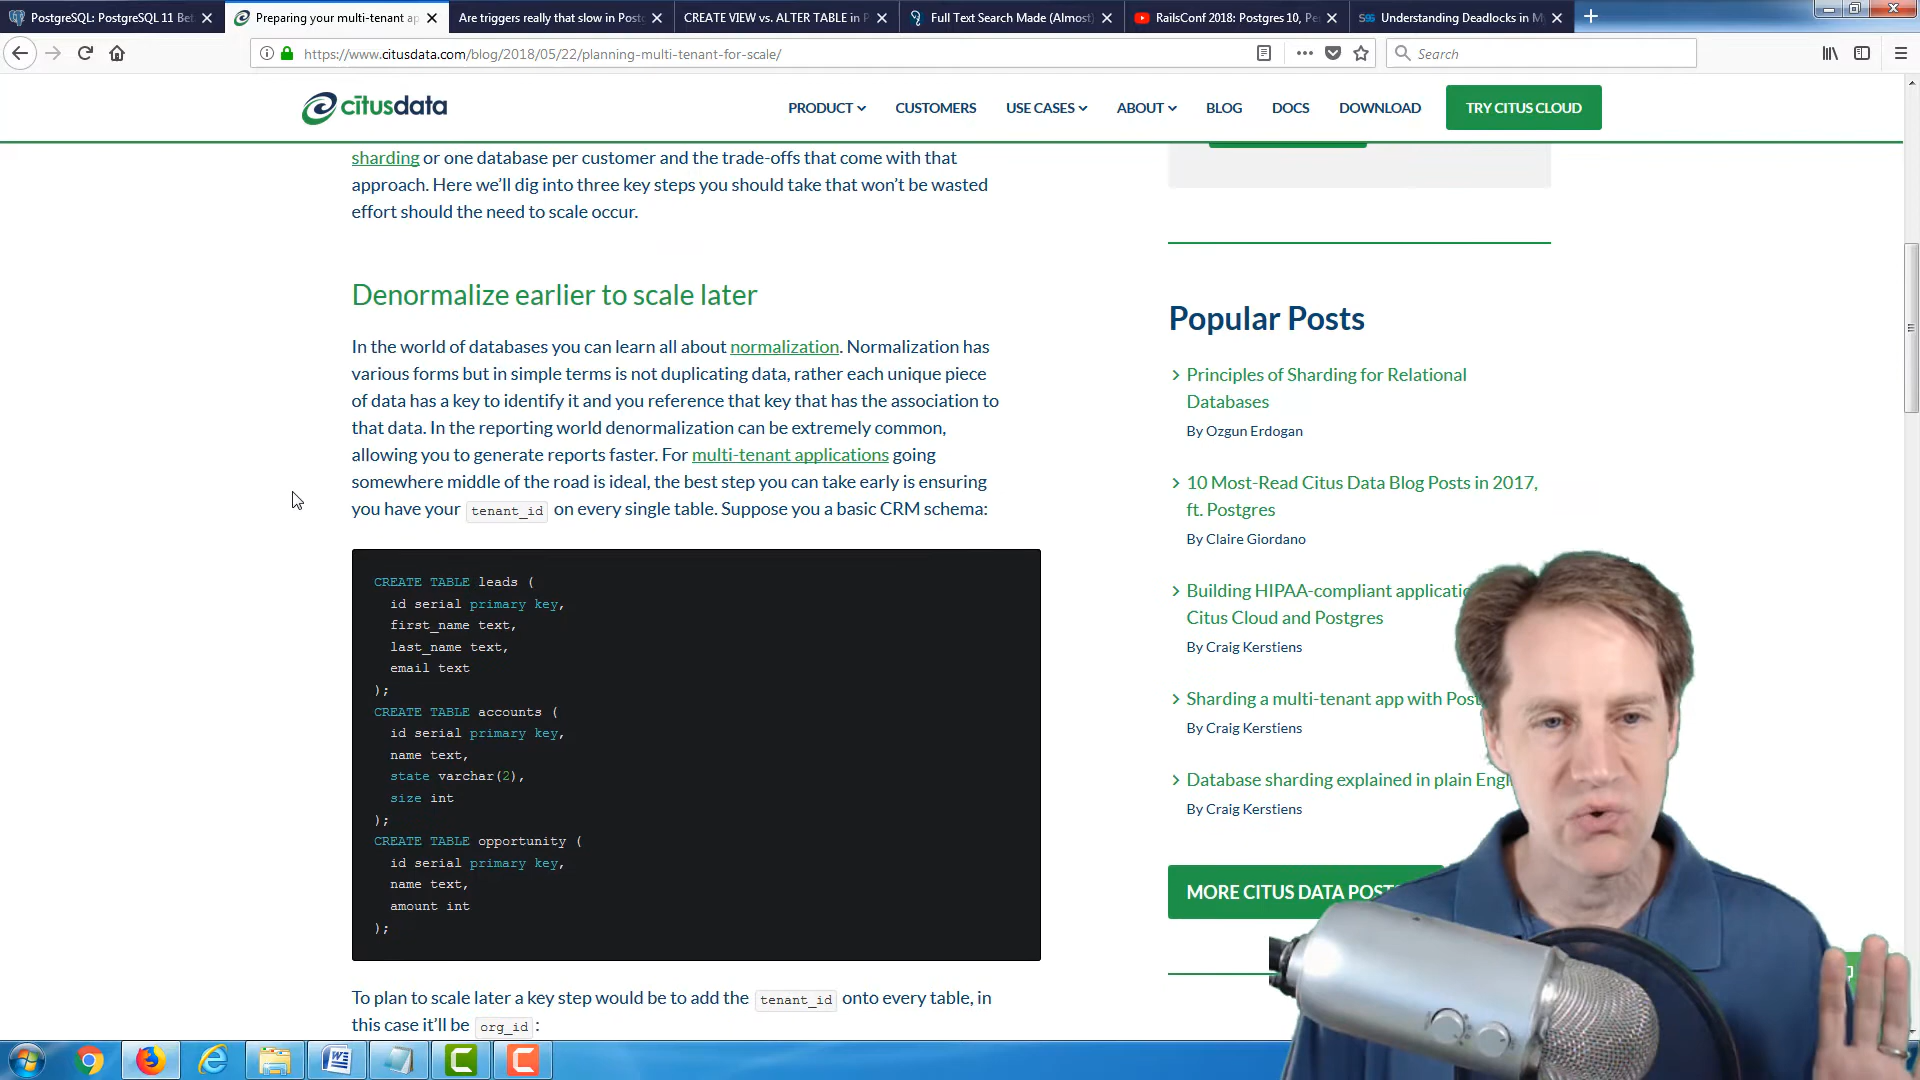 PostgreSQL: PostgreSQL 11 Bet
Preparing your multi-tenant ap
Are triggers really that slow in Postg
CREATE VIEW vs. ALTER TABLE in P
Full Text Search Made (Almost)
RailsConf 2018: Postgres 10, Pe
Understanding Deadlocks in M
https://www.citusdata.com/blog/2018/05/22/planning-multi-tenant-for-scale/
Search
citusdata
PRODUCT
CUSTOMERS
USE CASES
ABOUT
BLOG
DOCS
DOWNLOAD
TRY CITUS CLOUD
sharding or one database per customer and the trade-offs that come with that
approach. Here we'll dig into three key steps you should take that won't be wasted
effort should the need to scale occur.
Denormalize earlier to scale later
In the world of databases you can learn all about normalization. Normalization has
various forms but in simple terms is not duplicating data, rather each unique piece
of data has a key to identify it and you reference that key that has the association to
that data. In the reporting world denormalization can be extremely common,
allowing you to generate reports faster. For multi-tenant applications going
somewhere middle of the road is ideal, the best step you can take early is ensuring
you have your tenant_id on every single table. Suppose you a basic CRM schema:
CREATE TABLE leads (
id serial primary key,
first_name text,
last_name text,
email text
);
CREATE TABLE accounts (
id serial primary key,
name text,
state varchar(2),
size int
);
CREATE TABLE opportunity (
id serial primary key,
name text,
amount int
);
To plan to scale later a key step would be to add the tenant_id onto every table, in
this case it'll be org_id :
Popular Posts
Principles of Sharding for Relational
Databases
By Ozgun Erdogan
10 Most-Read Citus Data Blog Posts in 2017,
ft. Postgres
By Claire Giordano
Building HIPAA-compliant applicatio
Citus Cloud and Postgres
By Craig Kerstiens
Sharding a multi-tenant app with Post
By Craig Kerstiens
Database sharding explained in plain Engl
By Craig Kerstiens
MORE CITUS DATA POST